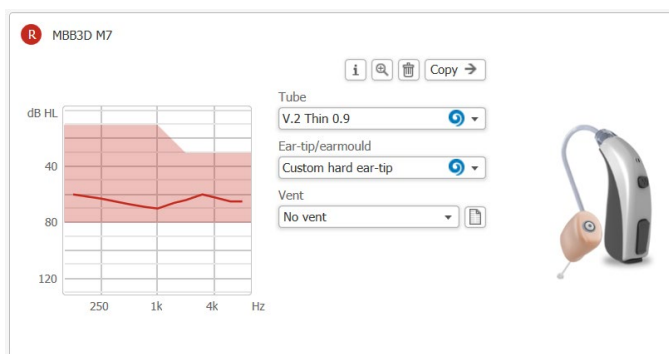 R MBB3D M7
i Copy →
Tube
V.2 Thin 0.9
Ear-tip/earmould
Custom hard ear-tip
Vent
No vent
dB HL
40
80
120
250 1k 4k Hz